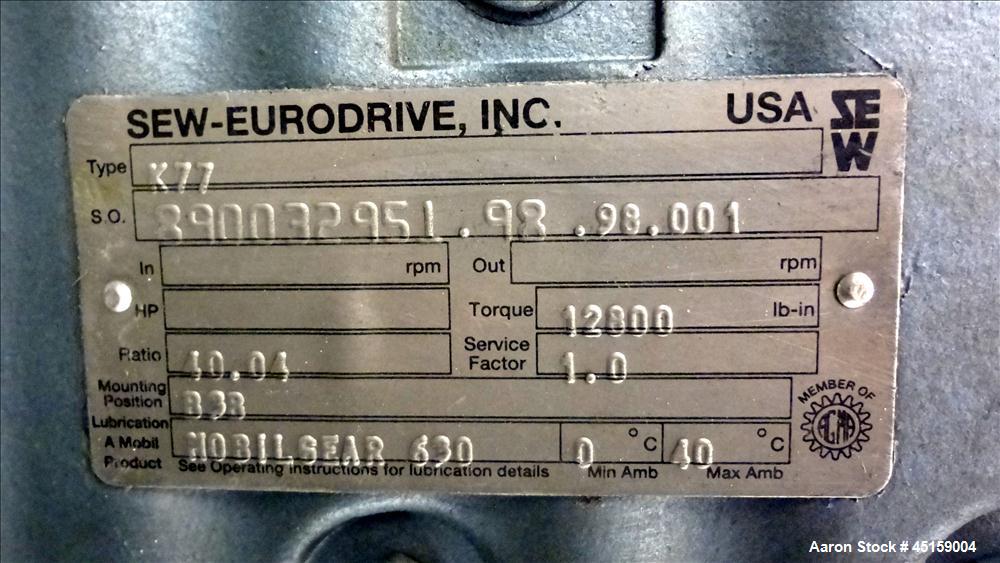 SEW-EURODRIVE, INC. USA SEW
Type K77
S.O. 890032951.98.98.001
In rpm Out rpm
HP Torque 12800 lb-in
Ratio 40.04 Service Factor 1.0
Mounting Position B3B
Lubrication A Mobil Product MOBILGEAR 630 0 °C 40 °C
See Operating instructions for lubrication details Min Amb Max Amb
MEMBER OF
AGMA
Aaron Stock # 45159004